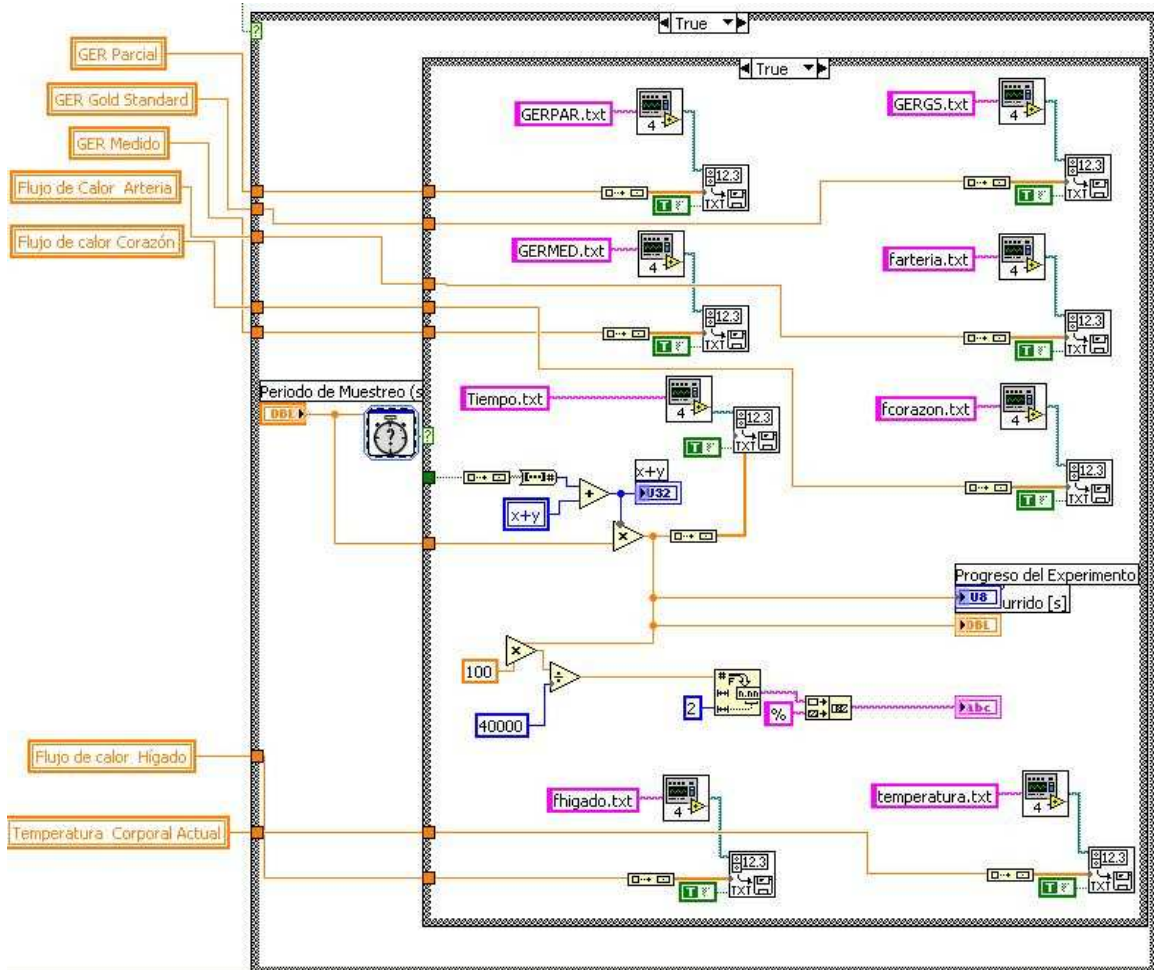 True
True
GER Parcial
GER Gold Standard
GER Medido
Flujo de Calor Arteria
Flujo de calor Corazón
GERPAR.txt
4
12.3
TXT
T
GERGS.txt
4
12.3
TXT
T
GERMED.txt
4
12.3
TXT
T
farteria.txt
4
12.3
TXT
T
Periodo de Muestreo (s
DBL
?
?
?
Tiempo.txt
4
12.3
TXT
T
fcorazon.txt
4
12.3
TXT
T
x+y
U32
+
x+y
×
Progreso del Experimento
U8
urrido [s]
DBL
×
100
÷
40000
#
F
n.nn
2
%
abc
Flujo de calor Hígado
Temperatura Corporal Actual
fhigado.txt
4
12.3
TXT
T
temperatura.txt
4
12.3
TXT
T